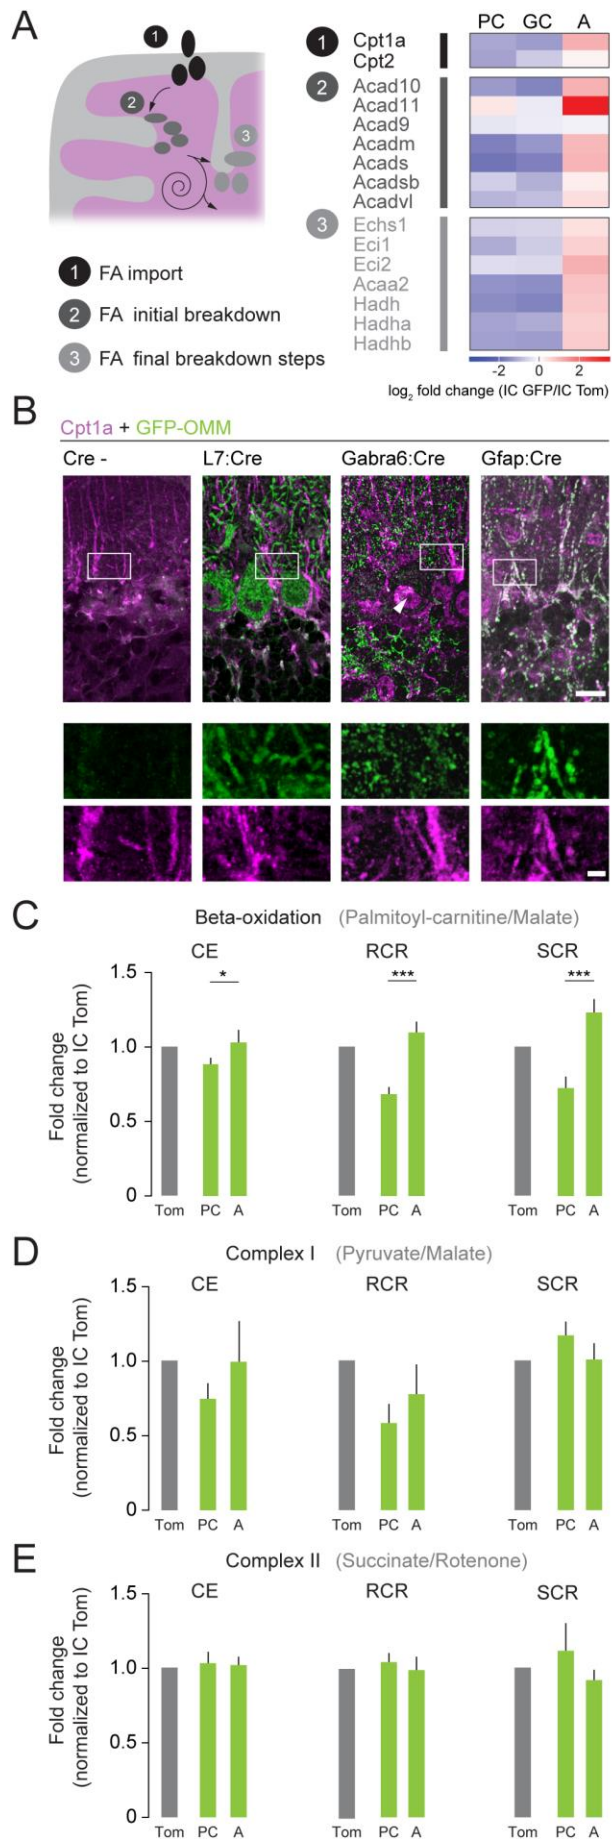 A
1
2
3
1 FA import
2 FA initial breakdown
3 FA final breakdown steps
PC GC A
1 Cpt1a
Cpt2
2 Acad10
Acad11
Acad9
Acadm
Acads
Acadsb
Acadvl
3 Echs1
Eci1
Eci2
Acaa2
Hadh
Hadha
Hadhb
-2 0 2
log2 fold change (IC GFP/IC Tom)
B
Cpt1a + GFP-OMM
Cre - L7:Cre Gabra6:Cre Gfap:Cre
C
Beta-oxidation (Palmitoyl-carnitine/Malate)
CE RCR SCR
* *** ***
Fold change
(normalized to IC Tom)
1.5
1.0
0.5
0
Tom PC A Tom PC A Tom PC A
D
Complex I (Pyruvate/Malate)
CE RCR SCR
Fold change
(normalized to IC Tom)
1.5
1.0
0.5
0
Tom PC A Tom PC A Tom PC A
E
Complex II (Succinate/Rotenone)
CE RCR SCR
Fold change
(normalized to IC Tom)
1.5
1.0
0.5
0
Tom PC A Tom PC A Tom PC A